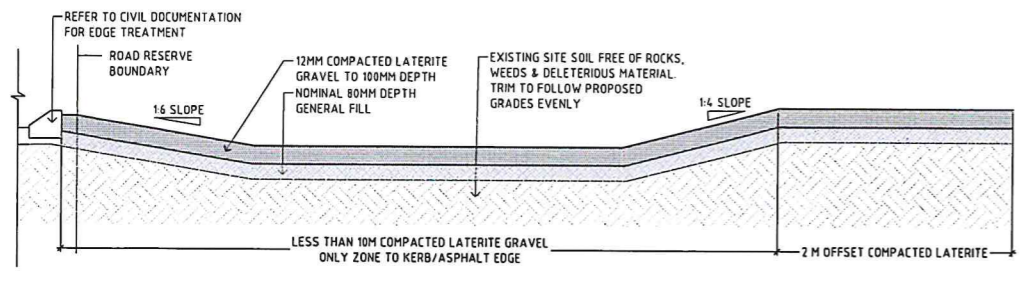 REFER TO CIVIL DOCUMENTATION
FOR EDGE TREATMENT
ROAD RESERVE
BOUNDARY
12MM COMPACTED LATERITE
GRAVEL TO 100MM DEPTH
NOMINAL 80MM DEPTH
GENERAL FILL
EXISTING SITE SOIL FREE OF ROCKS,
WEEDS & DELETERIOUS MATERIAL.
TRIM TO FOLLOW PROPOSED
GRADES EVENLY
1:6 SLOPE
1:4 SLOPE
LESS THAN 10M COMPACTED LATERITE GRAVEL
ONLY ZONE TO KERB/ASPHALT EDGE
2 M OFFSET COMPACTED LATERITE